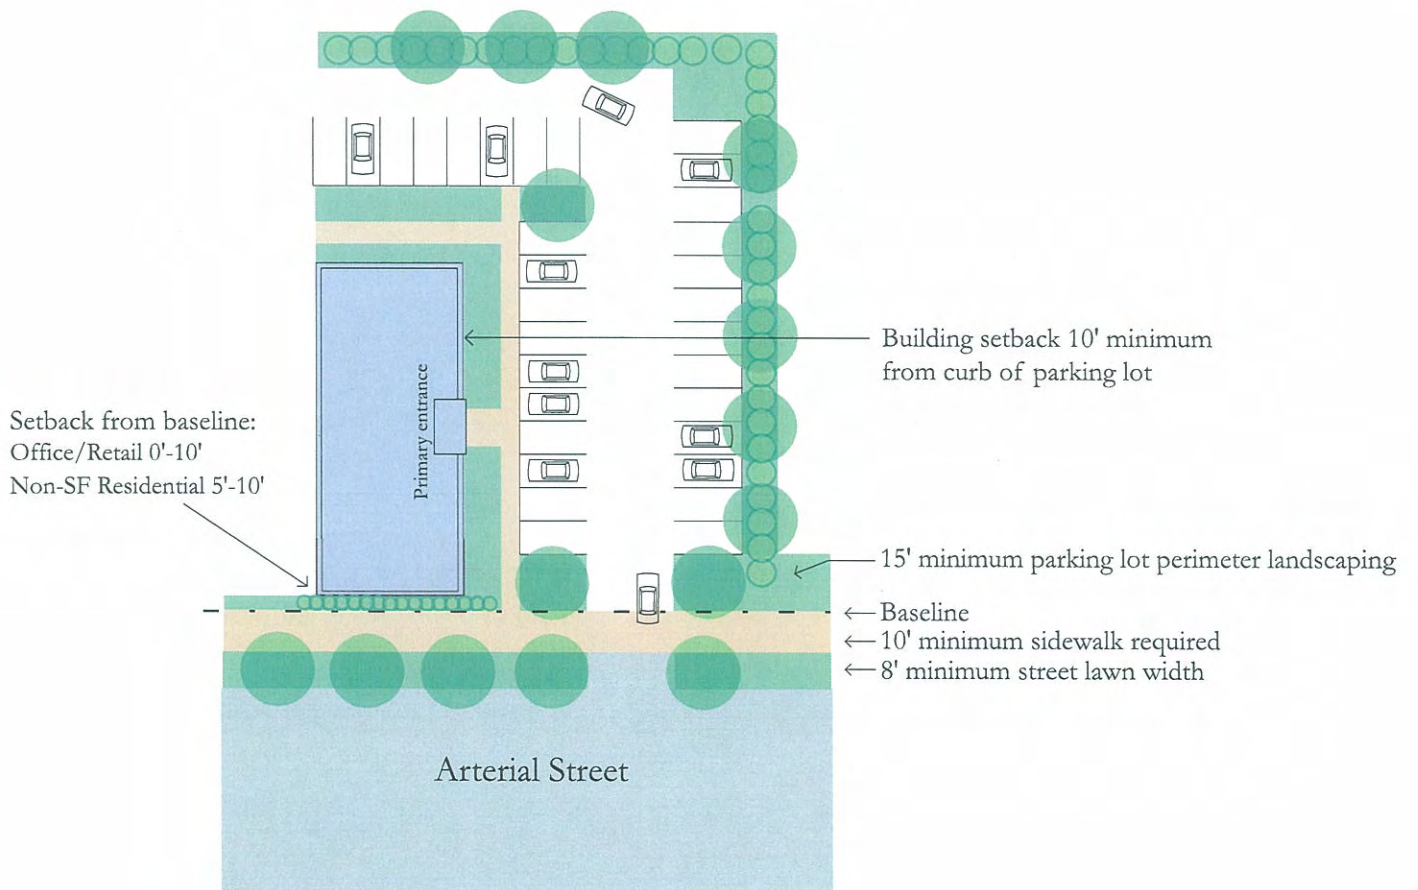 Building setback 10' minimum
from curb of parking lot
Primary entrance
Setback from baseline:
Office/Retail 0'-10'
Non-SF Residential 5'-10'
15' minimum parking lot perimeter landscaping
Baseline
10' minimum sidewalk required
8' minimum street lawn width
Arterial Street